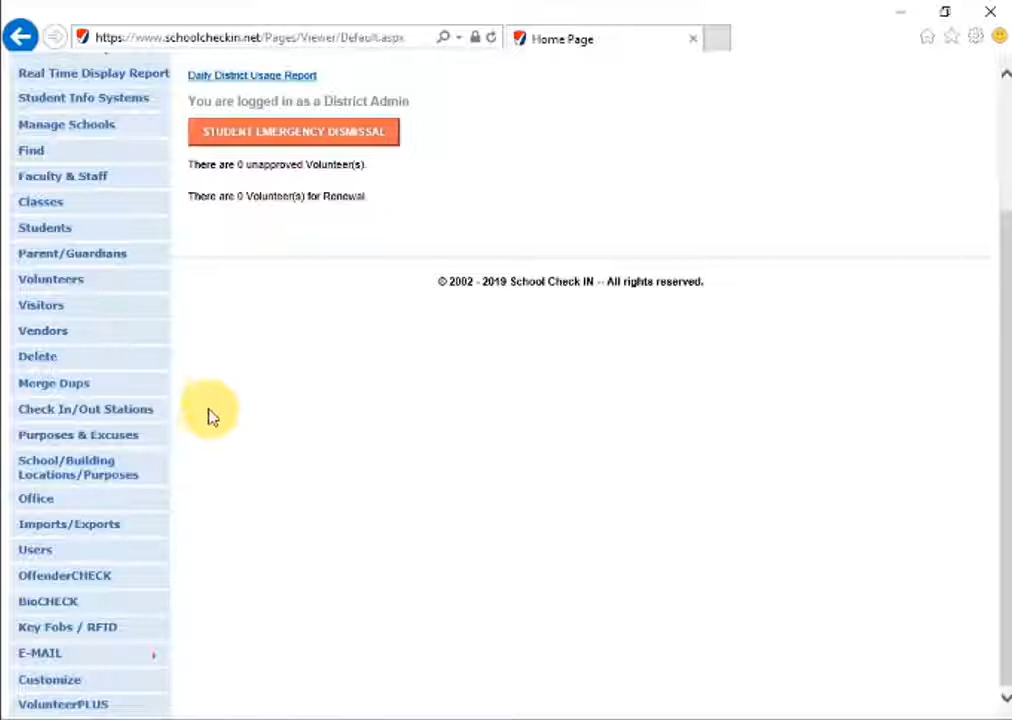 https://www.schoolcheckin.net/Pages/Viewer/Default.aspx
Home Page
Real Time Display Report
Student Info Systems
Manage Schools
Find
Faculty & Staff
Classes
Students
Parent/Guardians
Volunteers
Visitors
Vendors
Delete
Merge Dups
Check In/Out Stations
Purposes & Excuses
School/Building
Locations/Purposes
Office
Imports/Exports
Users
OffenderCHECK
BioCHECK
Key Fobs / RFID
E-MAIL
Customize
VolunteerPLUS
Daily District Usage Report
You are logged in as a District Admin
STUDENT EMERGENCY DISMISSAL
There are 0 unapproved Volunteer(s).
There are 0 Volunteer(s) for Renewal
© 2002 - 2019 School Check IN -- All rights reserved.